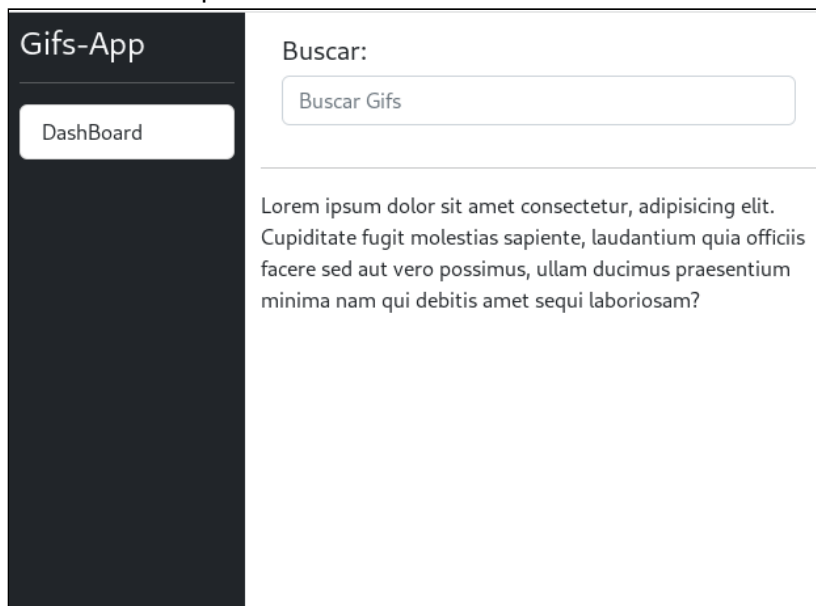 Gifs-App
DashBoard
Buscar:
Buscar Gifs
Lorem ipsum dolor sit amet consectetur, adipisicing elit.
Cupiditate fugit molestias sapiente, laudantium quia officiis
facere sed aut vero possimus, ullam ducimus praesentium
minima nam qui debitis amet sequi laboriosam?